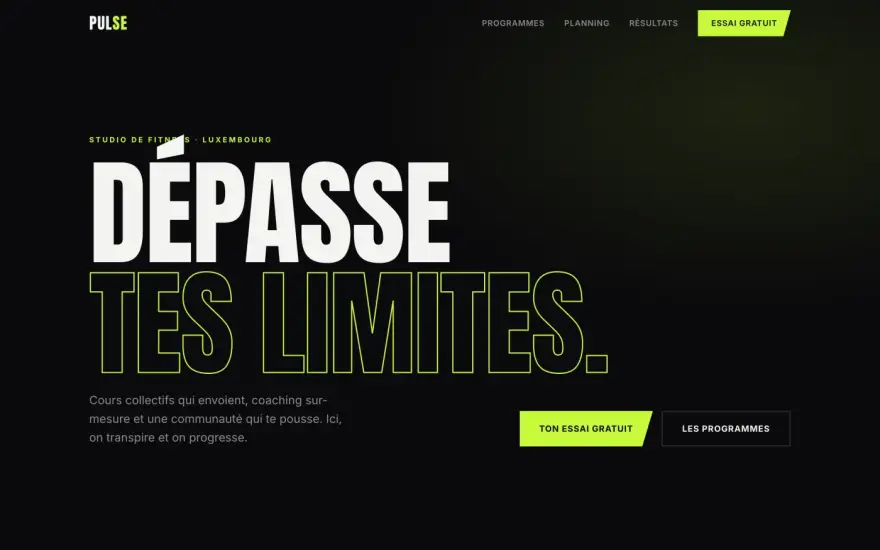 PULSE
PROGRAMMES
PLANNING
RÉSULTATS
ESSAI GRATUIT
STUDIO DE FITNESS · LUXEMBOURG
DÉPASSE
TES LIMITES.
Cours collectifs qui envoient, coaching sur-
mesure et une communauté qui te pousse. Ici,
on transpire et on progresse.
TON ESSAI GRATUIT
LES PROGRAMMES